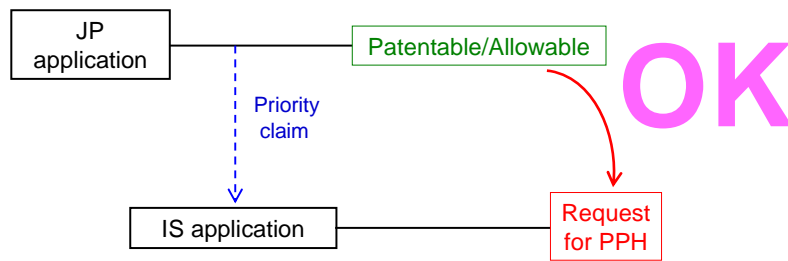 JP
application
Patentable/Allowable
OK
Priority
claim
IS application
Request
for PPH